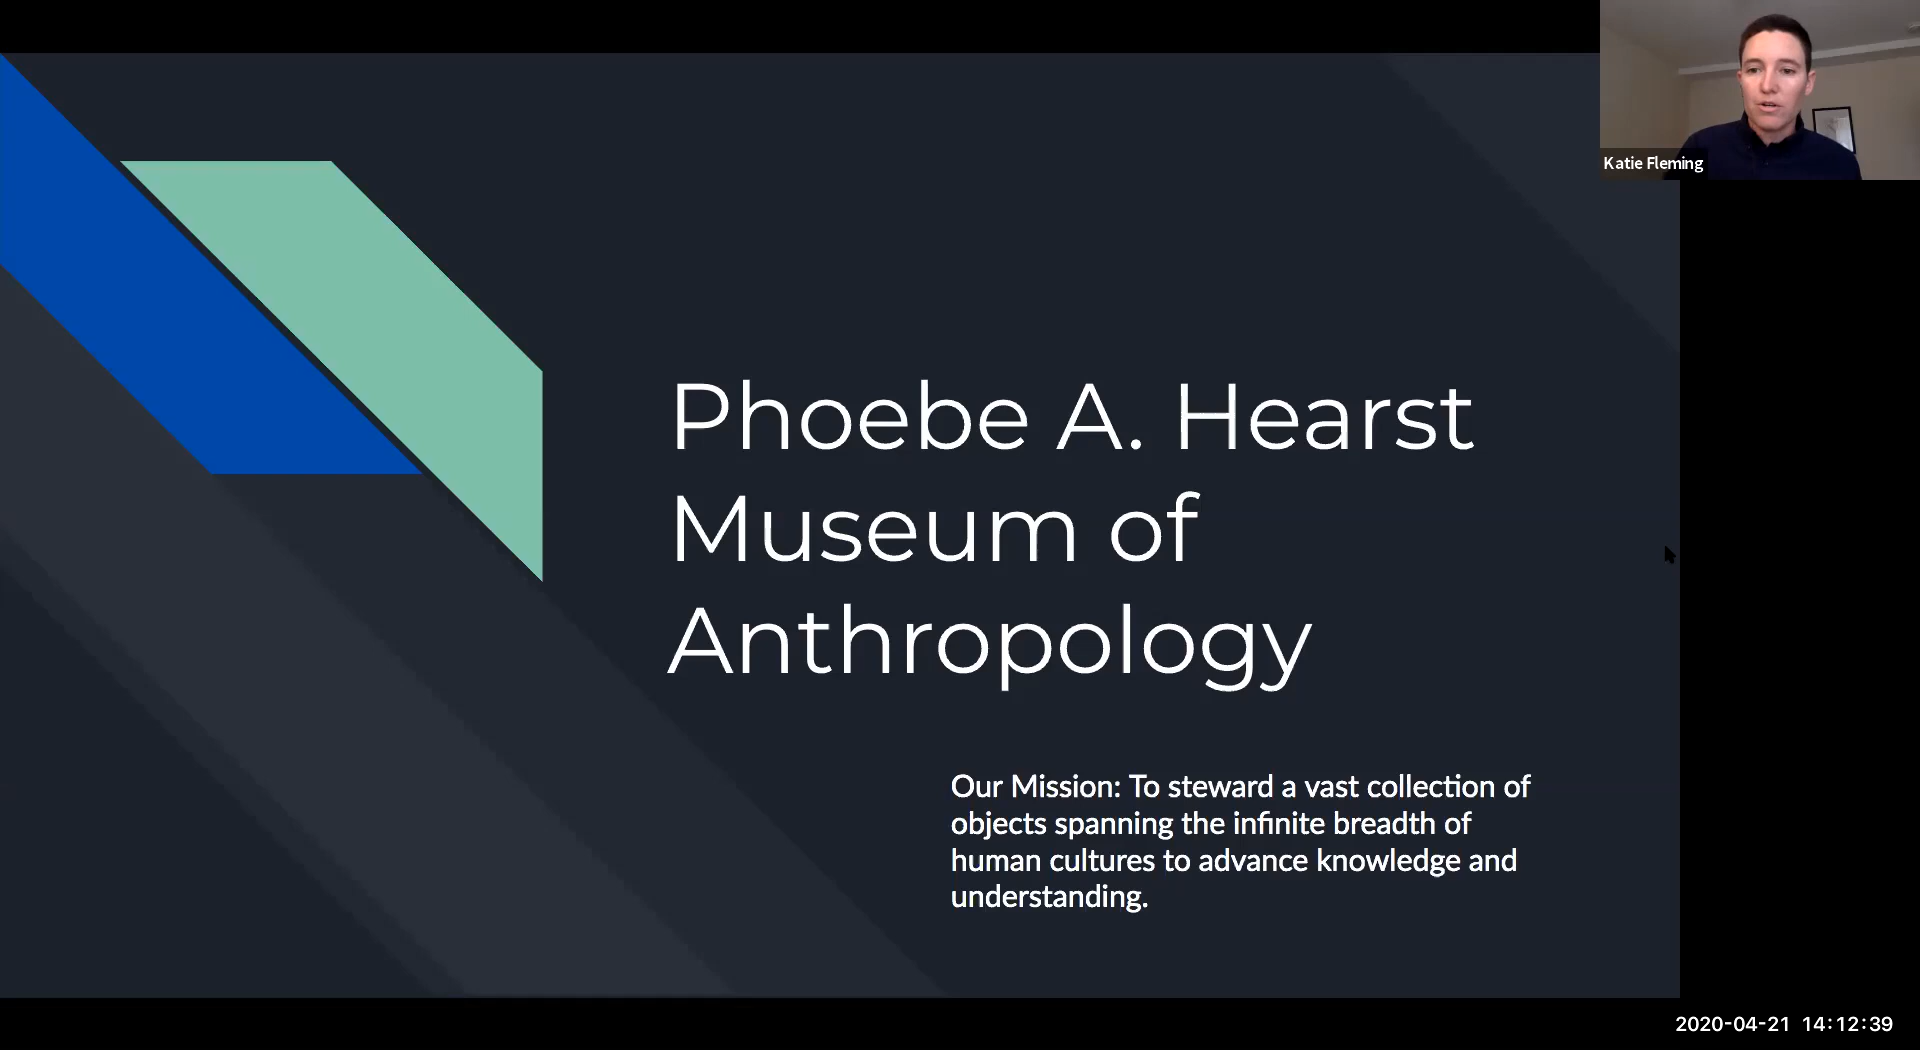 Katie Fleming
Phoebe A. Hearst
Museum of
Anthropology
Our Mission: To steward a vast collection of
objects spanning the infinite breadth of
human cultures to advance knowledge and
understanding.
2020-04-21 14:12:39